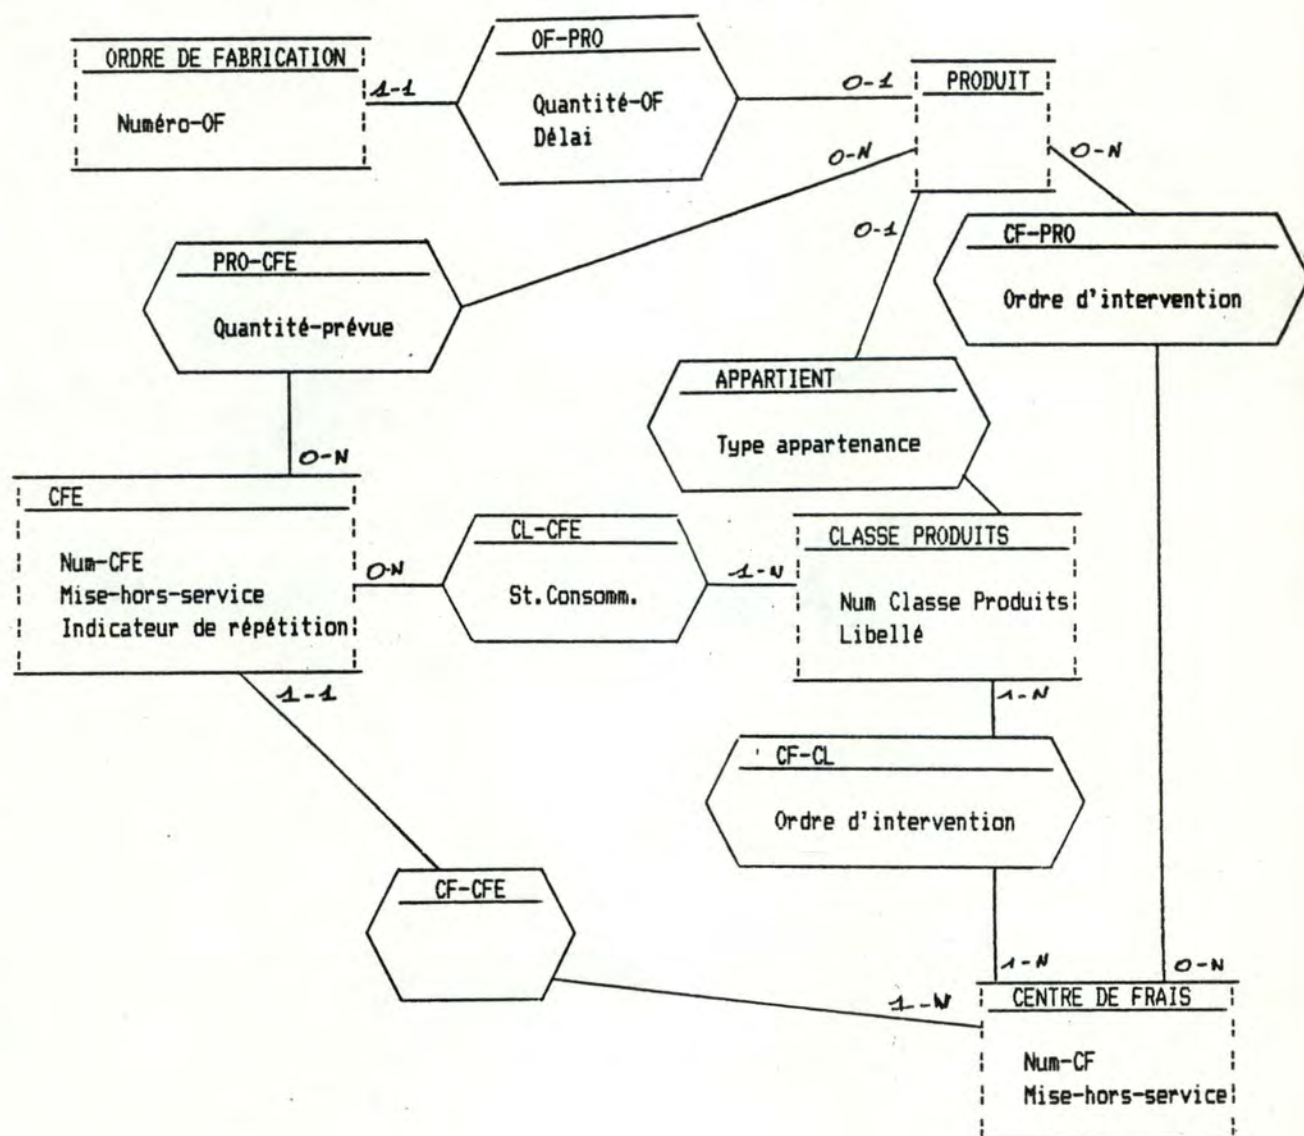 OF-PRO
ORDRE DE FABRICATION
1-1
0-1
PRODUIT
Quantité-OF
Numéro-OF
Délai
0-N
0-N
0-1
CF-PRO
PRO-CFE
Ordre d'intervention
Quantité-prévue
APPARTIENT
Type appartenance
0-N
CFE
CL-CFE
CLASSE PRODUITS
Num-CFE
0-N
1-N
Mise-hors-service
St.Consomm.
Num Classe Produits
Indicateur de répétition
Libellé
1-1
1-N
CF-CL
Ordre d'intervention
CF-CFE
1-N
0-N
1-N
CENTRE DE FRAIS
Num-CF
Mise-hors-service